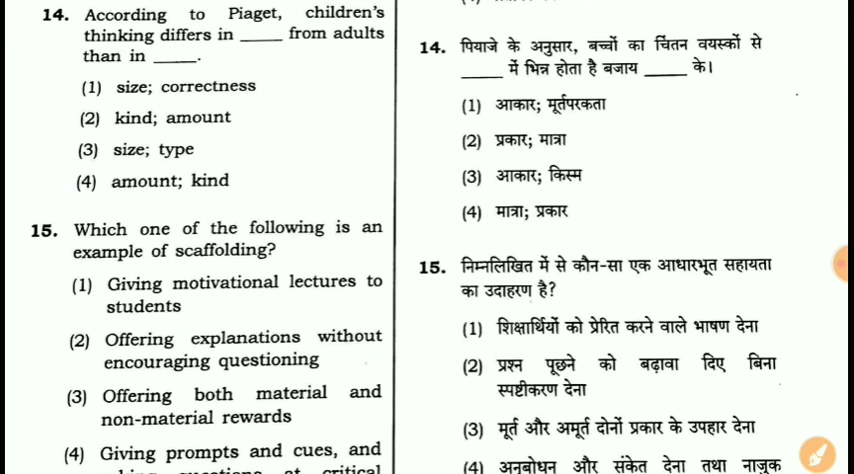 14. According to Piaget, children's
thinking differs in _____ from adults
than in _____.
(1) size; correctness
(2) kind; amount
(3) size; type
(4) amount; kind
15. Which one of the following is an
example of scaffolding?
(1) Giving motivational lectures to
students
(2) Offering explanations without
encouraging questioning
(3) Offering both material and
non-material rewards
(4) Giving prompts and cues, and
at critical
14. पियाजे के अनुसार, बच्चों का चिंतन वयस्कों से
_____ में भिन्न होता है बजाय _____ के।
(1) आकार; मूर्तपरकता
(2) प्रकार; मात्रा
(3) आकार; किस्म
(4) मात्रा; प्रकार
15. निम्नलिखित में से कौन-सा एक आधारभूत सहायता
का उदाहरण है?
(1) शिक्षार्थियों को प्रेरित करने वाले भाषण देना
(2) प्रश्न पूछने को बढ़ावा दिए बिना
स्पष्टीकरण देना
(3) मूर्त और अमूर्त दोनों प्रकार के उपहार देना
(4) अनुबोधन और संकेत देना तथा नाजुक